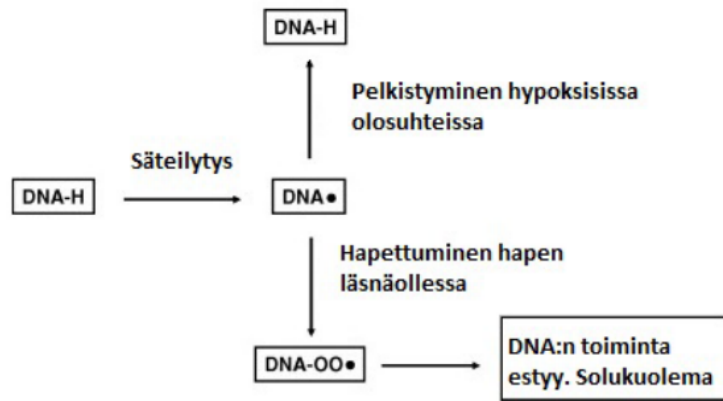 DNA-H
Pelkistyminen hypoksisissa
olosuhteissa
Säteilytys
DNA-H
DNA●
Hapettuminen hapen
läsnäollessa
DNA-OO●
DNA:n toiminta
estyy. Solukuolema